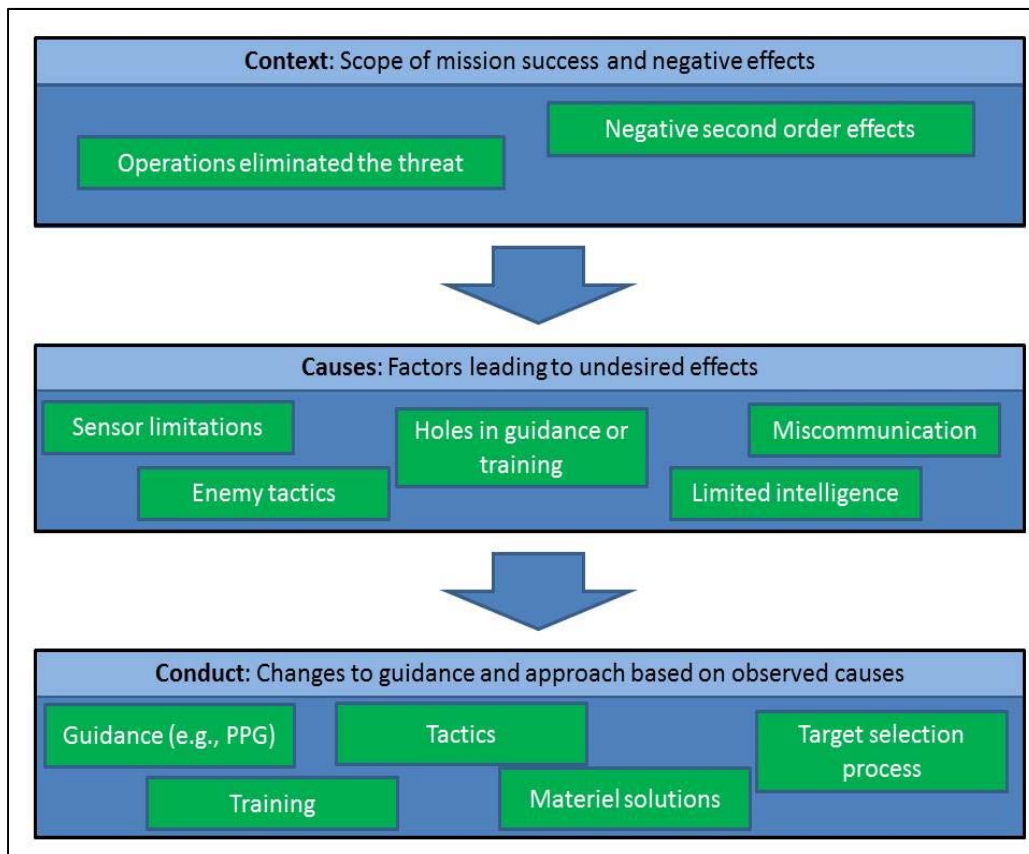 Context: Scope of mission success and negative effects
Negative second order effects
Operations eliminated the threat
Causes: Factors leading to undesired effects
Sensor limitations
Holes in guidance or
training
Miscommunication
Enemy tactics
Limited intelligence
Conduct: Changes to guidance and approach based on observed causes
Guidance (e.g., PPG)
Tactics
Target selection
process
Training
Materiel solutions